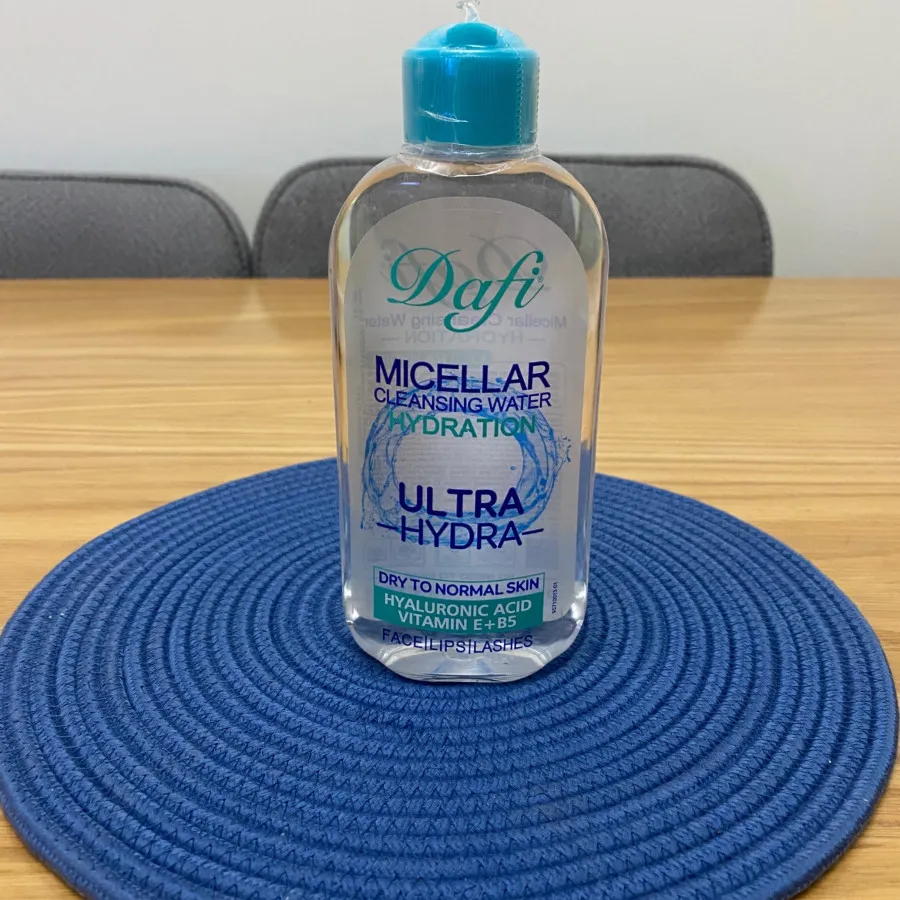 Dafi®
MICELLAR
CLEANSING WATER
HYDRATION
ULTRA
HYDRA
DRY TO NORMAL SKIN
HYALURONIC ACID
VITAMIN E+B5
FACE|LIPS|LASHES